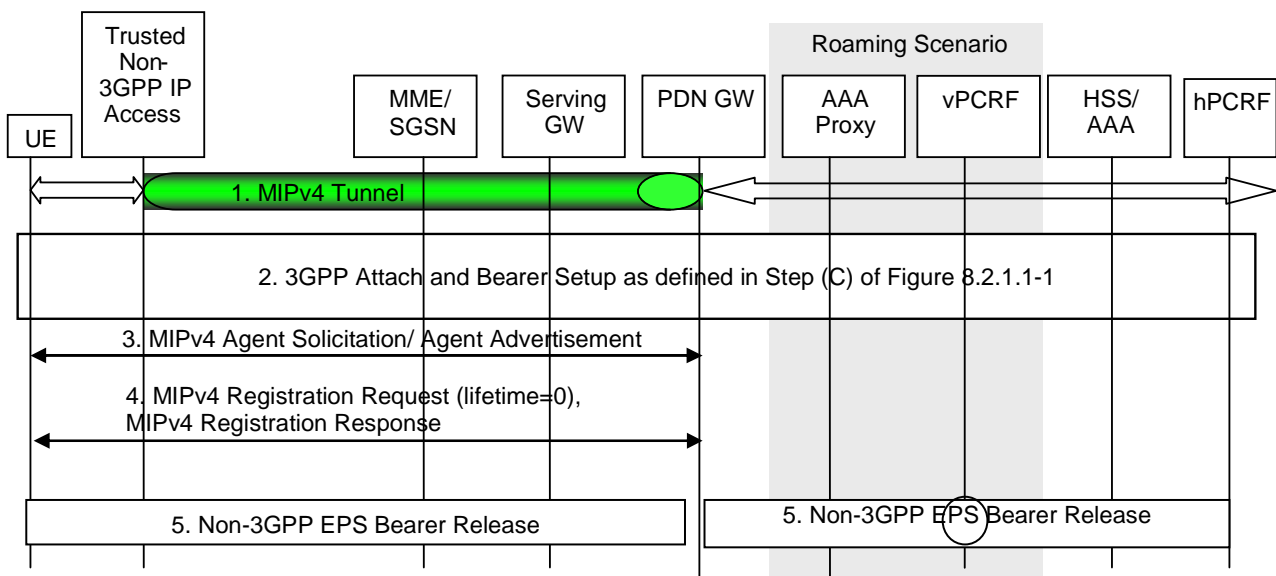 Roaming Scenario
Trusted
Non-
3GPP IP
Access
UE
MME/
SGSN
Serving
GW
PDN GW
AAA
Proxy
vPCRF
HSS/
AAA
hPCRF
1. MIPv4 Tunnel
2. 3GPP Attach and Bearer Setup as defined in Step (C) of Figure 8.2.1.1-1
3. MIPv4 Agent Solicitation/ Agent Advertisement
4. MIPv4 Registration Request (lifetime=0),
MIPv4 Registration Response
5. Non-3GPP EPS Bearer Release
5. Non-3GPP EPS Bearer Release